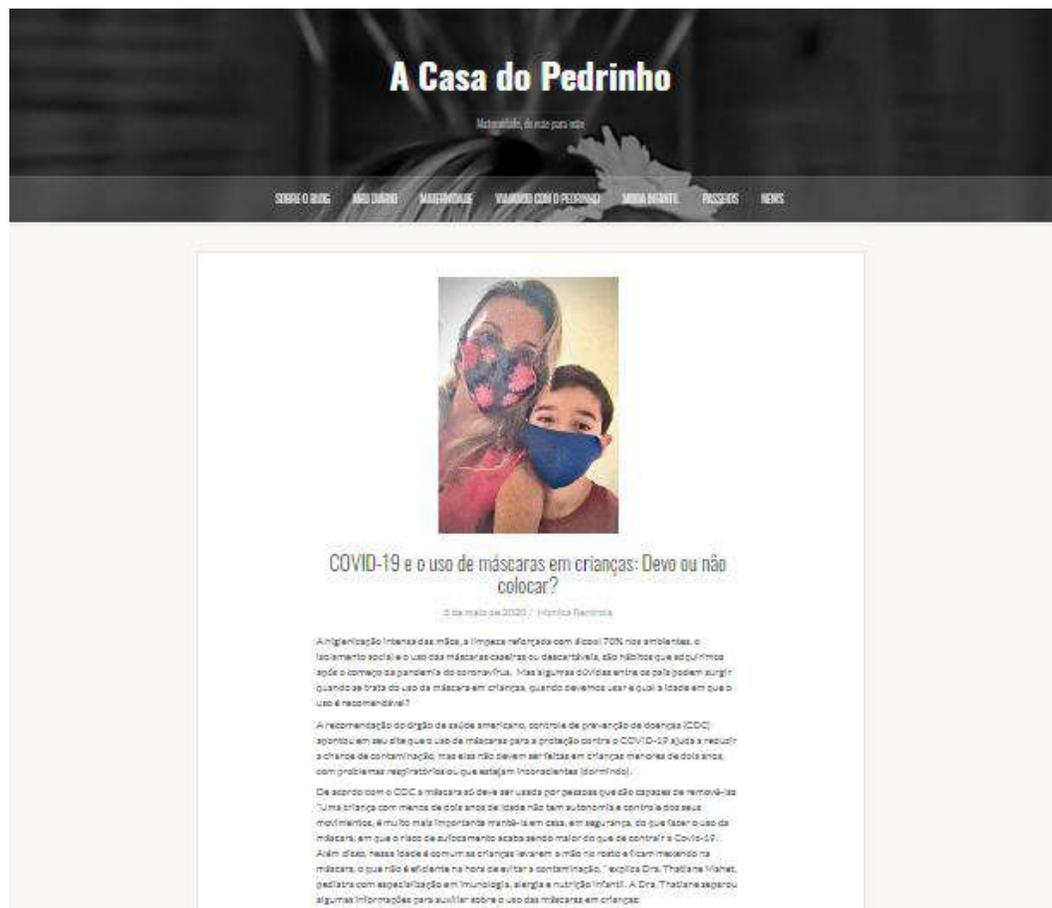 A Casa do Pedrinho
Maternidade, de mãe para mãe
SOBRE O BLOG MEU DIÁRIO MATERNIDADE VIAJANDO COM O PEDRINHO MODA INFANTIL PASSEIOS NEWS
COVID-19 e o uso de máscaras em crianças: Devo ou não
colocar?
de maio de 2020 / Mônica
A higienização intensa das mãos, a limpeza reforçada com álcool 70% nos ambientes, o
isolamento social e o uso das máscaras caseiras ou descartáveis, são hábitos que adquirimos
após o começo da pandemia do coronavírus. Mas algumas dúvidas entre os pais podem surgir
quando se trata do uso da máscara em crianças, quando devemos usar e qual a idade em que o
uso é recomendável?
A recomendação do órgão de saúde americano, controle de prevenção de doenças (CDC)
apontou em seu site que o uso de máscaras para a proteção contra o COVID-19 ajuda a reduzir
a chance de contaminação, mas elas não devem ser feitas em crianças menores de dois anos,
com problemas respiratórios ou que estejam inconscientes (dormindo).
De acordo com o CDC a máscara só deve ser usada por pessoas que são capazes de removê-las
"Uma criança com menos de dois anos de idade não tem autonomia e controle dos seus
movimentos, é muito mais importante mantê-la em casa, em segurança, do que fazer o uso da
máscara, em que o risco de sufocamento acaba sendo maior do que de contrair a Covid-19.
Além disso, nessa idade é comum as crianças levarem a mão no rosto e ficam mexendo na
máscara, o que não é eficiente na hora de evitar a contaminação," explica Dra. Thatiane Mahet,
pediatra com especialização em imunologia, alergia e nutrição infantil. A Dra. Thatiane separou
algumas informações para auxiliar sobre o uso das máscaras em crianças: